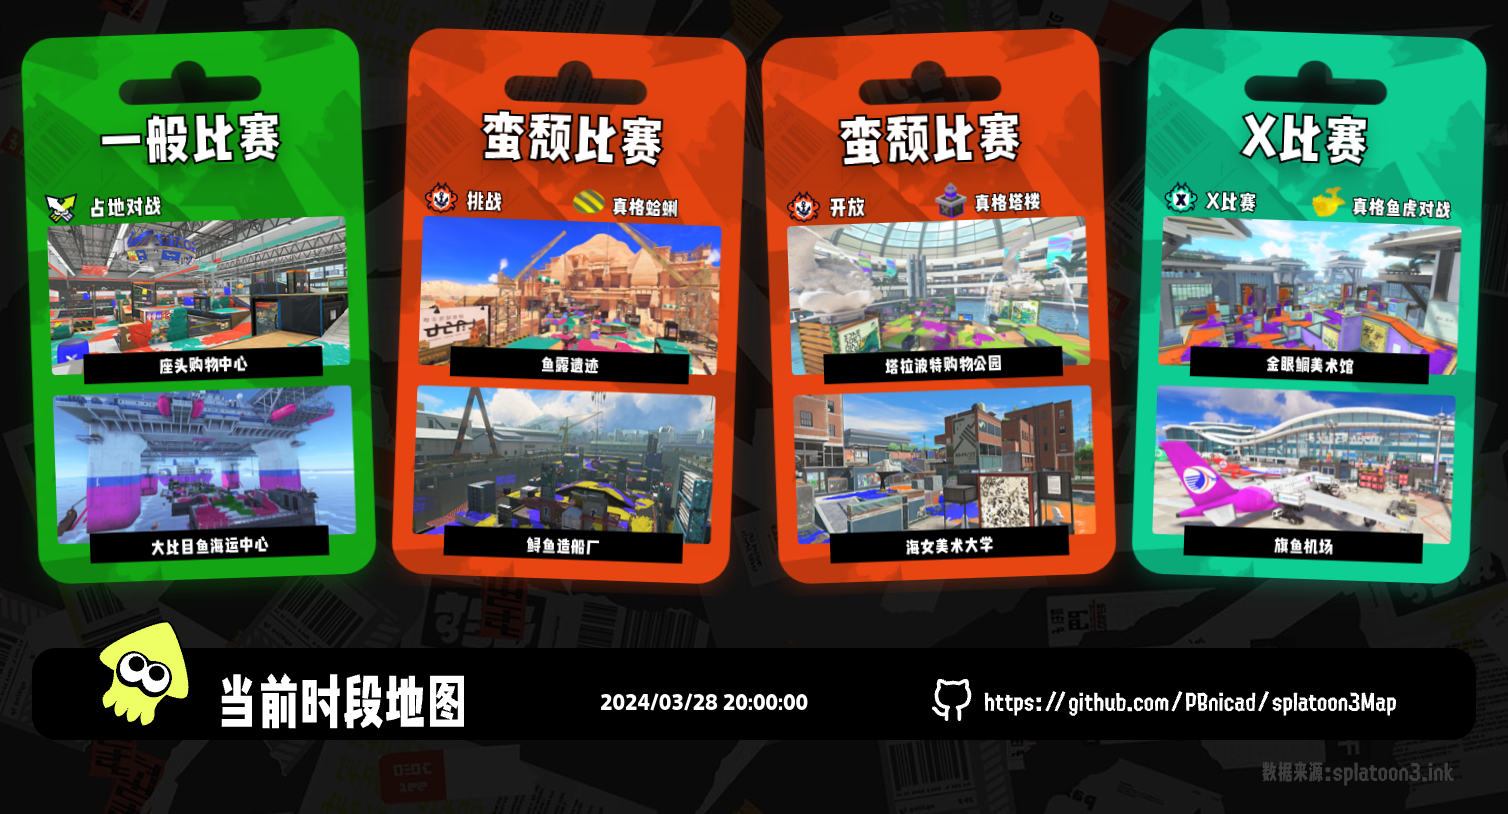 一般比赛
占地对战
座头购物中心
大比目鱼海运中心
蛮颓比赛
挑战
真格蛤蜊
鱼露遗迹
鲟鱼造船厂
蛮颓比赛
开放
真格塔楼
塔拉波特购物公园
海女美术大学
X比赛
X比赛
真格鱼虎对战
金眼鲷美术馆
旗鱼机场
当前时段地图
2024/03/28 20:00:00
https://github.com/PBnicad/splatoon3Map
数据来源:splatoon3.ink